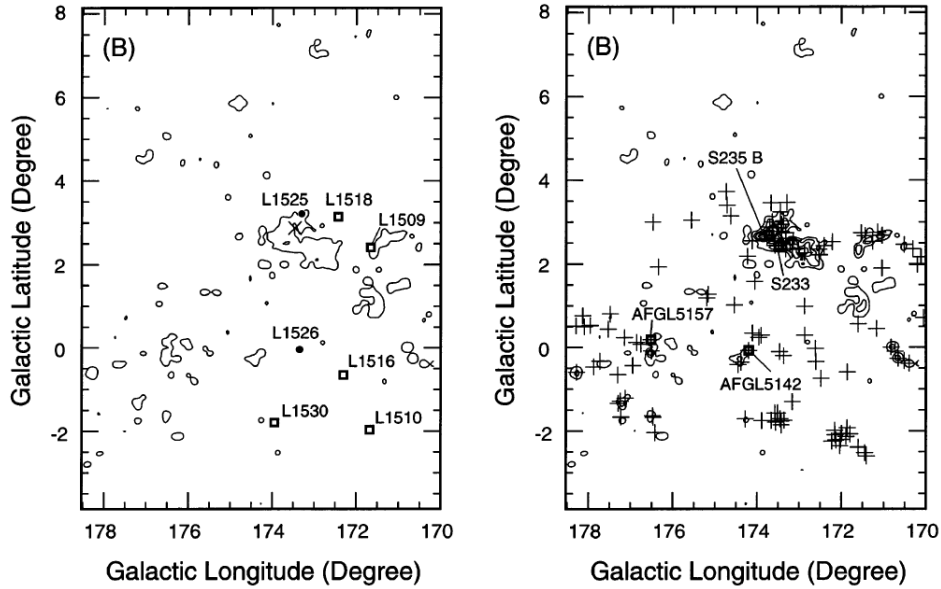 8
6
4
2
0
-2
(B)
L1525
L1518
L1509
L1526
L1516
L1530
L1510
178
176
174
172
170
Galactic Latitude (Degree)
Galactic Longitude (Degree)
8
6
4
2
0
-2
(B)
S235 B
S233
AFGL5157
AFGL5142
178
176
174
172
170
Galactic Latitude (Degree)
Galactic Longitude (Degree)